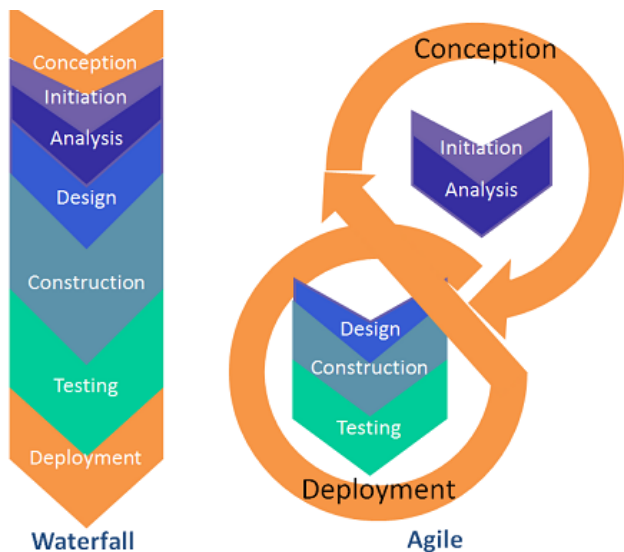 Conception
Initiation
Analysis
Design
Construction
Testing
Deployment
Waterfall
Conception
Initiation
Analysis
Design
Construction
Testing
Deployment
Agile